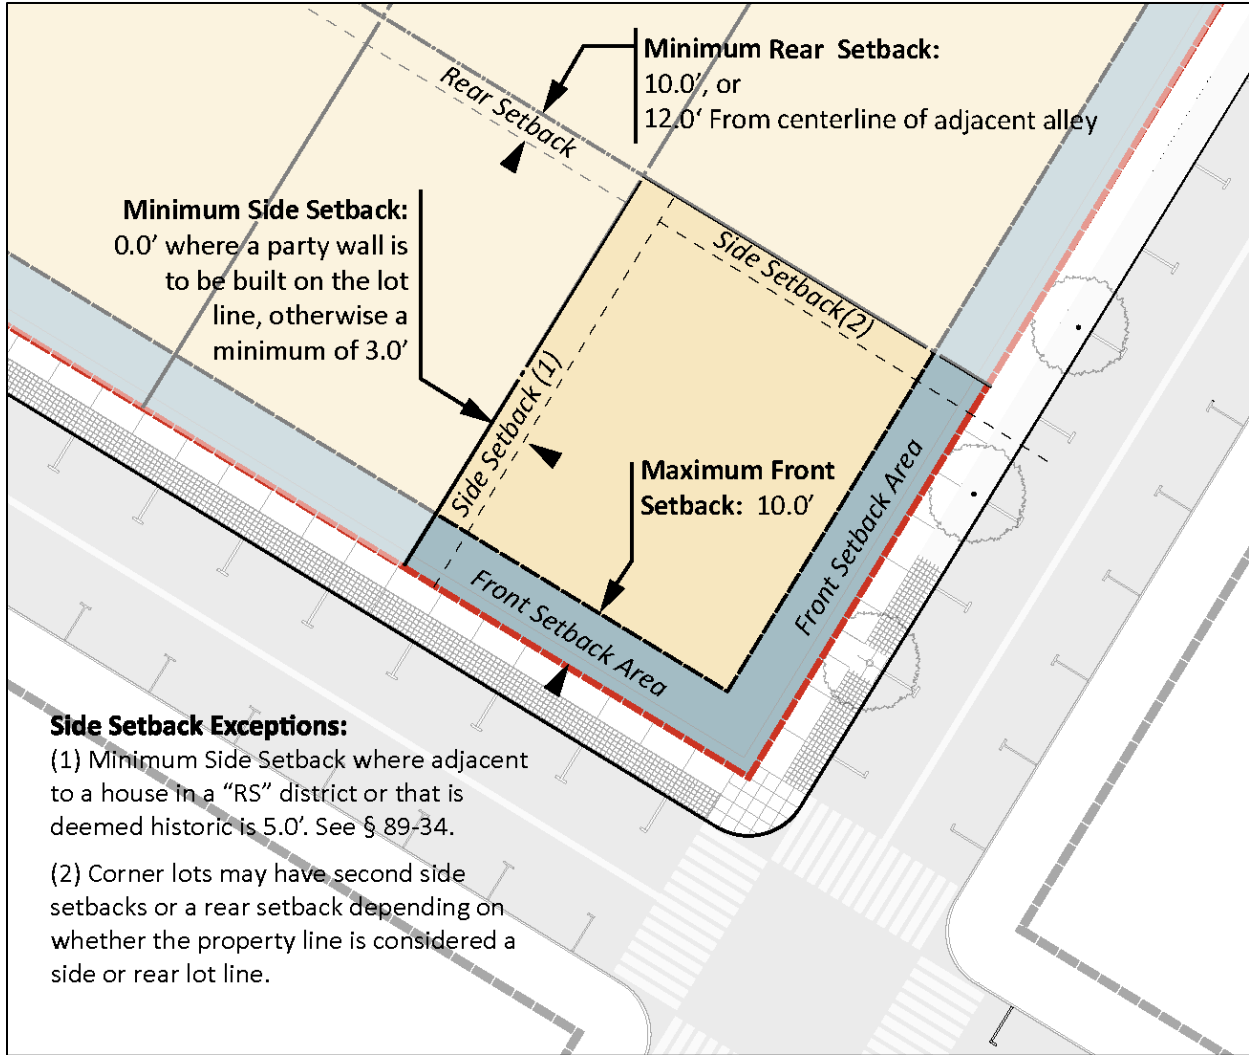 Minimum Rear Setback:
10.0’, or
12.0‘ From centerline of adjacent alley
Rear Setback
Minimum Side Setback:
0.0’ where a party wall is
to be built on the lot
line, otherwise a
minimum of 3.0’
Side Setback(2)
Side Setback (1)
Maximum Front
Setback: 10.0’
Front Setback Area
Front Setback Area
Side Setback Exceptions:
(1) Minimum Side Setback where adjacent
to a house in a “RS” district or that is
deemed historic is 5.0’. See § 89-34.
(2) Corner lots may have second side
setbacks or a rear setback depending on
whether the property line is considered a
side or rear lot line.